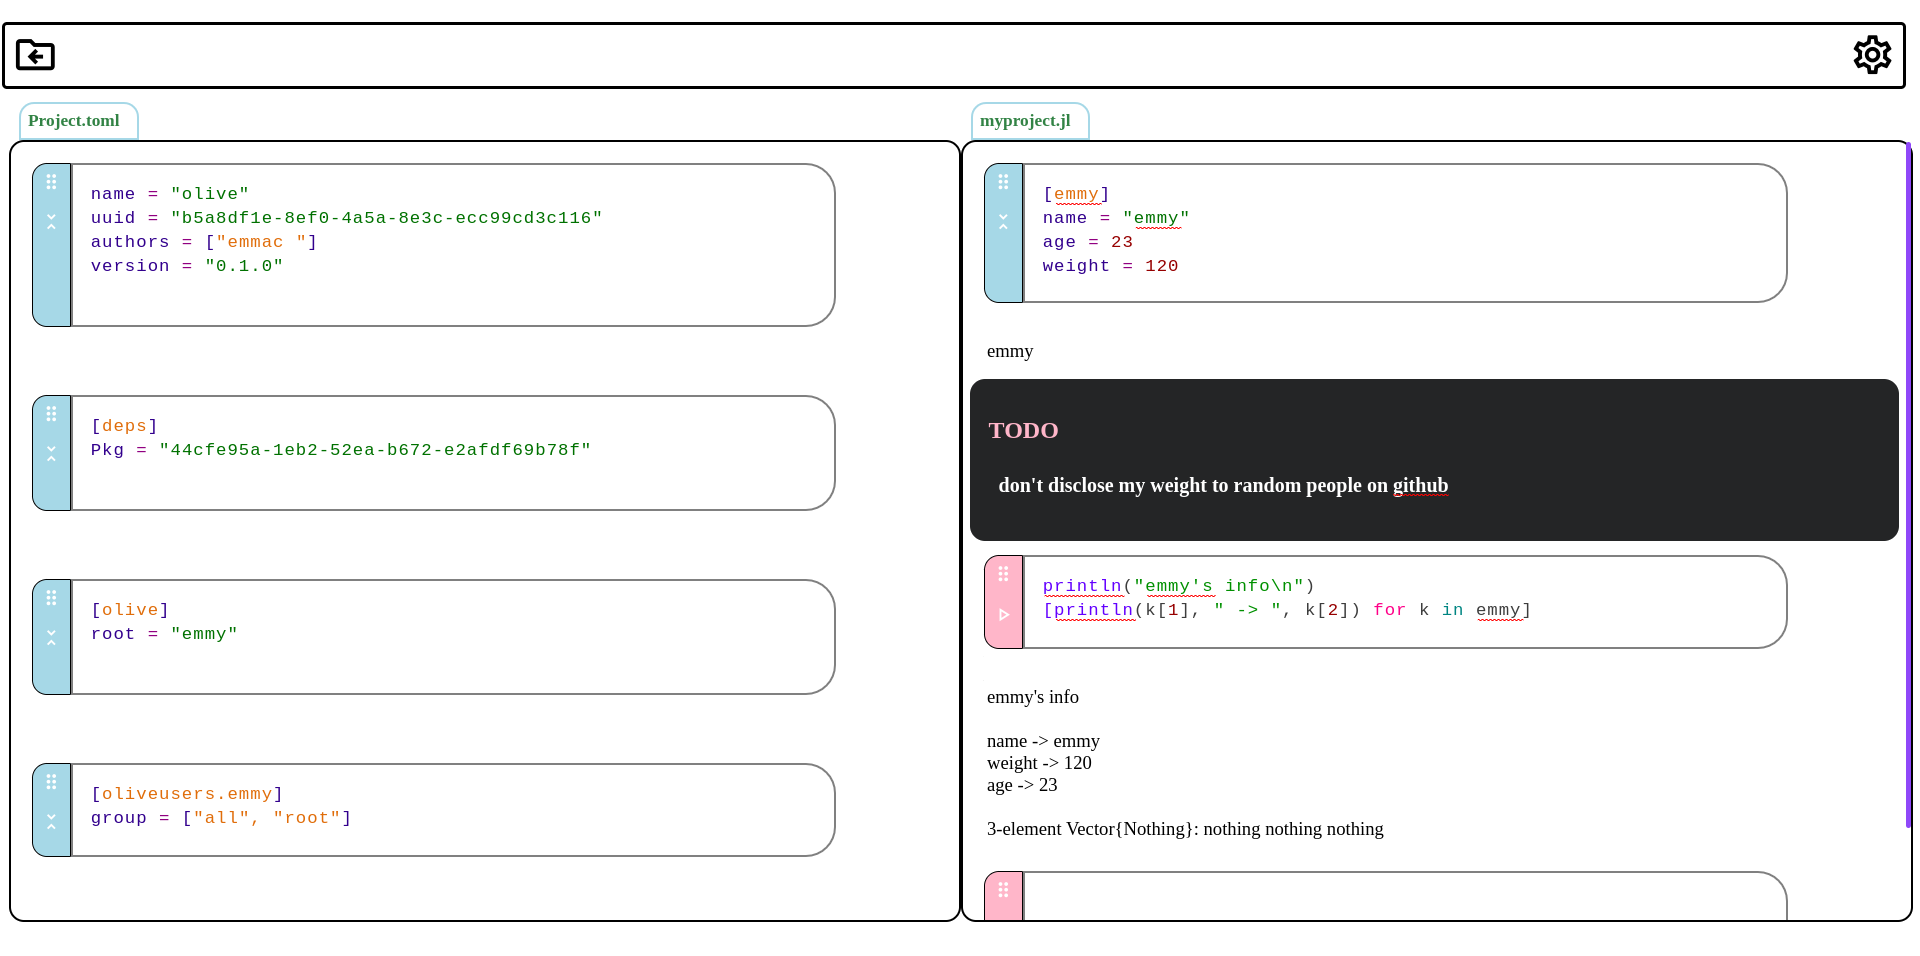 Project.toml
name = "olive"
uuid = "b5a8df1e-8ef0-4a5a-8e3c-ecc99cd3c116"
authors = ["emmac "]
version = "0.1.0"
[deps]
Pkg = "44cfe95a-1eb2-52ea-b672-e2afdf69b78f"
[olive]
root = "emmy"
[oliveusers.emmy]
group = ["all", "root"]
myproject.jl
[emmy]
name = "emmy"
age = 23
weight = 120
emmy
TODO
don't disclose my weight to random people on github
println("emmy's info\n")
[println(k[1], " -> ", k[2]) for k in emmy]
emmy's info
name -> emmy
weight -> 120
age -> 23
3-element Vector{Nothing}: nothing nothing nothing